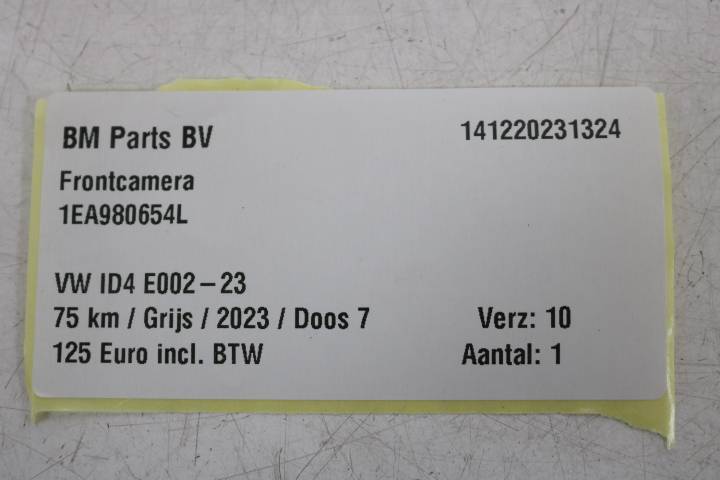 BM Parts BV 141220231324
Frontcamera
1EA980654L
VW ID4 E002-23
75 km / Grijs / 2023 / Doos 7 Verz: 10
125 Euro incl. BTW Aantal: 1